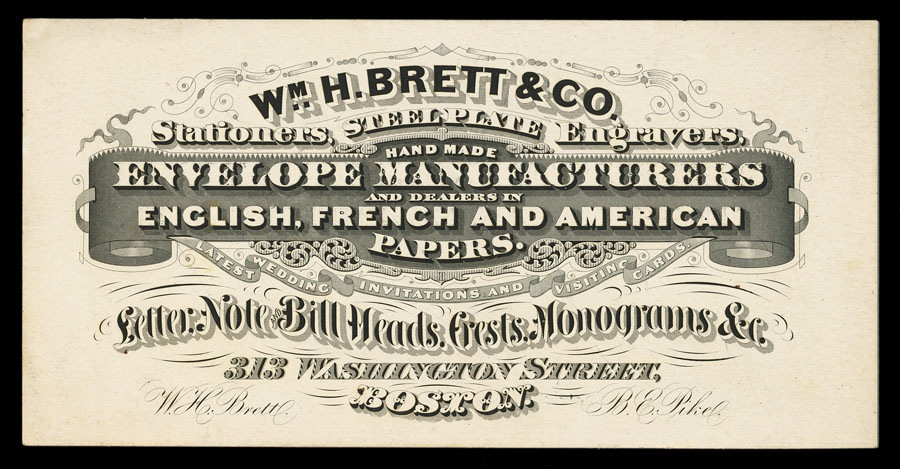 WM. H. BRETT & CO.
Stationers, STEEL PLATE Engravers,
HAND MADE
ENVELOPE MANUFACTURERS
AND DEALERS IN
ENGLISH, FRENCH AND AMERICAN
PAPERS.
LATEST WEDDING INVITATIONS AND VISITING CARDS.
Letter, Note AND Bill Heads, Crests, Monograms &c.
313 WASHINGTON STREET,
BOSTON.
W. H. Brett. B. E. Pike.